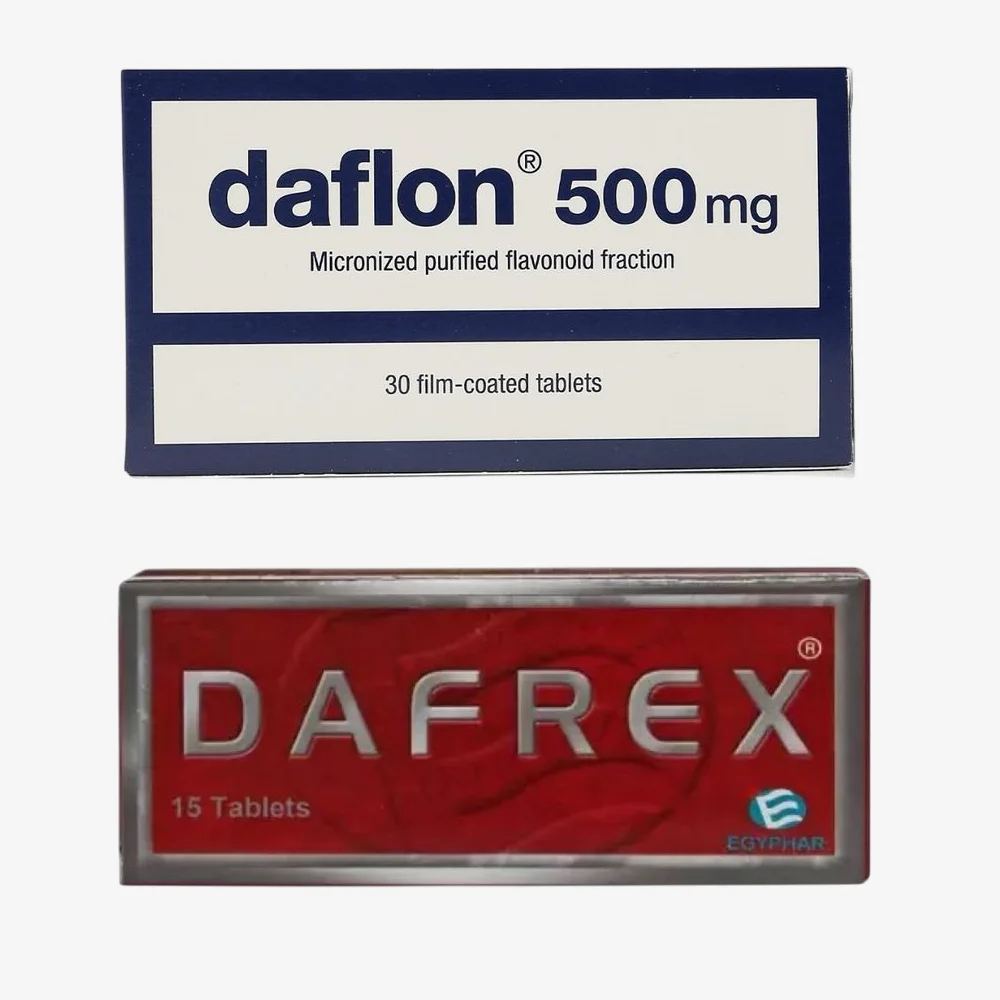 daflon® 500 mg
Micronized purified flavonoid fraction
30 film-coated tablets
DAFREX®
15 Tablets
EGYPHAR